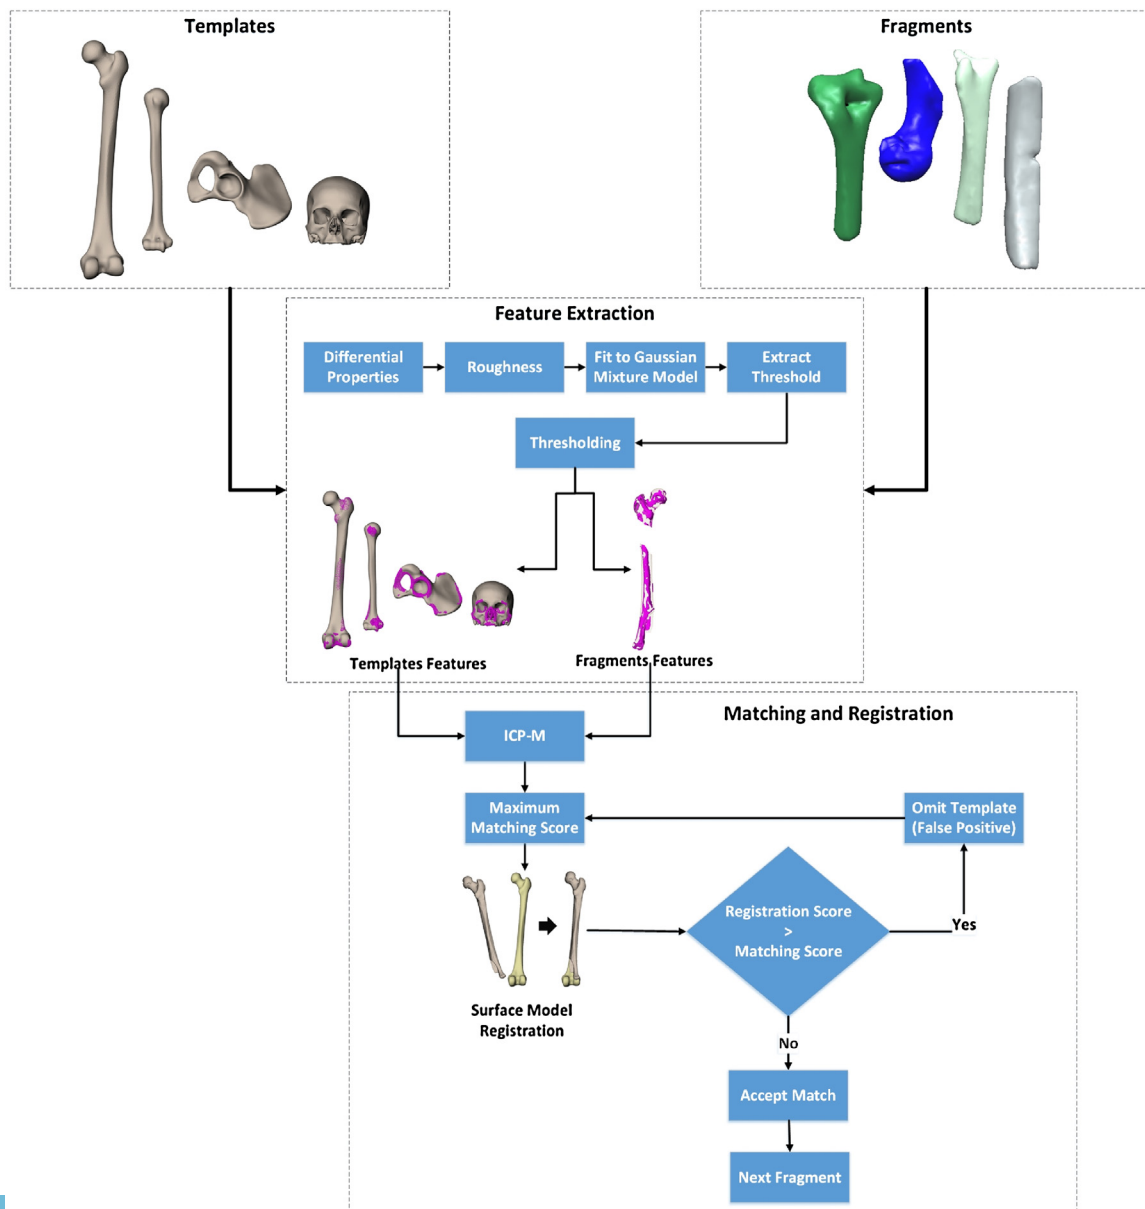 Templates
Fragments
Feature Extraction
Differential
Properties
Roughness
Fit to Gaussian
Mixture Model
Extract
Threshold
Thresholding
Templates Features
Fragments Features
Matching and Registration
ICP-M
Maximum
Matching Score
Omit Template
(False Positive)
Registration Score
>
Matching Score
Yes
Surface Model
Registration
No
Accept Match
Next Fragment